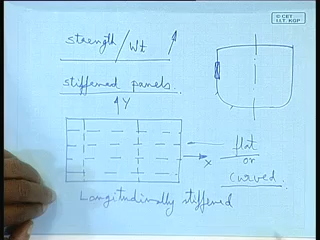 © CET
I.I.T. KGP
strength / Wt
stiffened panels.
Y
X
flat
or
curved.
Longitudinally stiffened